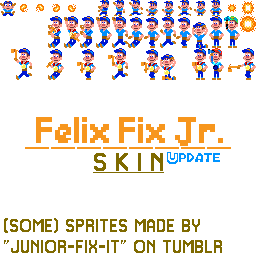 Felix Fix Jr.
SKIN UPDATE
(SOME) SPRITES MADE BY
"JUNIOR-FIX-IT" ON TUMBLR